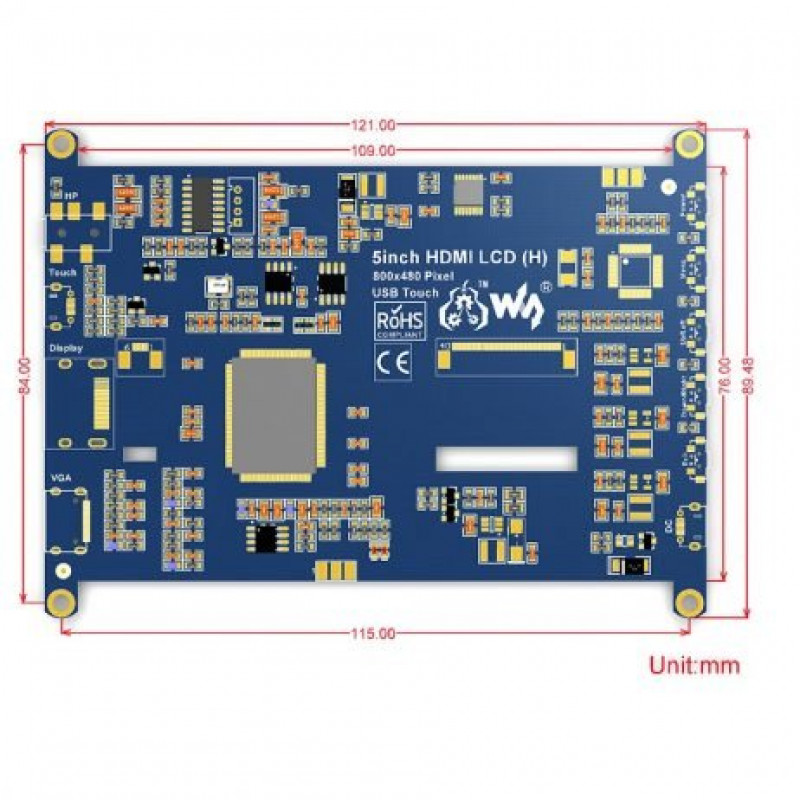 121.00
109.00
HP
5inch HDMI LCD (H)
800x480 Pixel
USB Touch
TM
®
Touch
RoHS
COMPLIANT
CE
Display
84.00
76.00
89.48
VGA
DC
115.00
Unit:mm